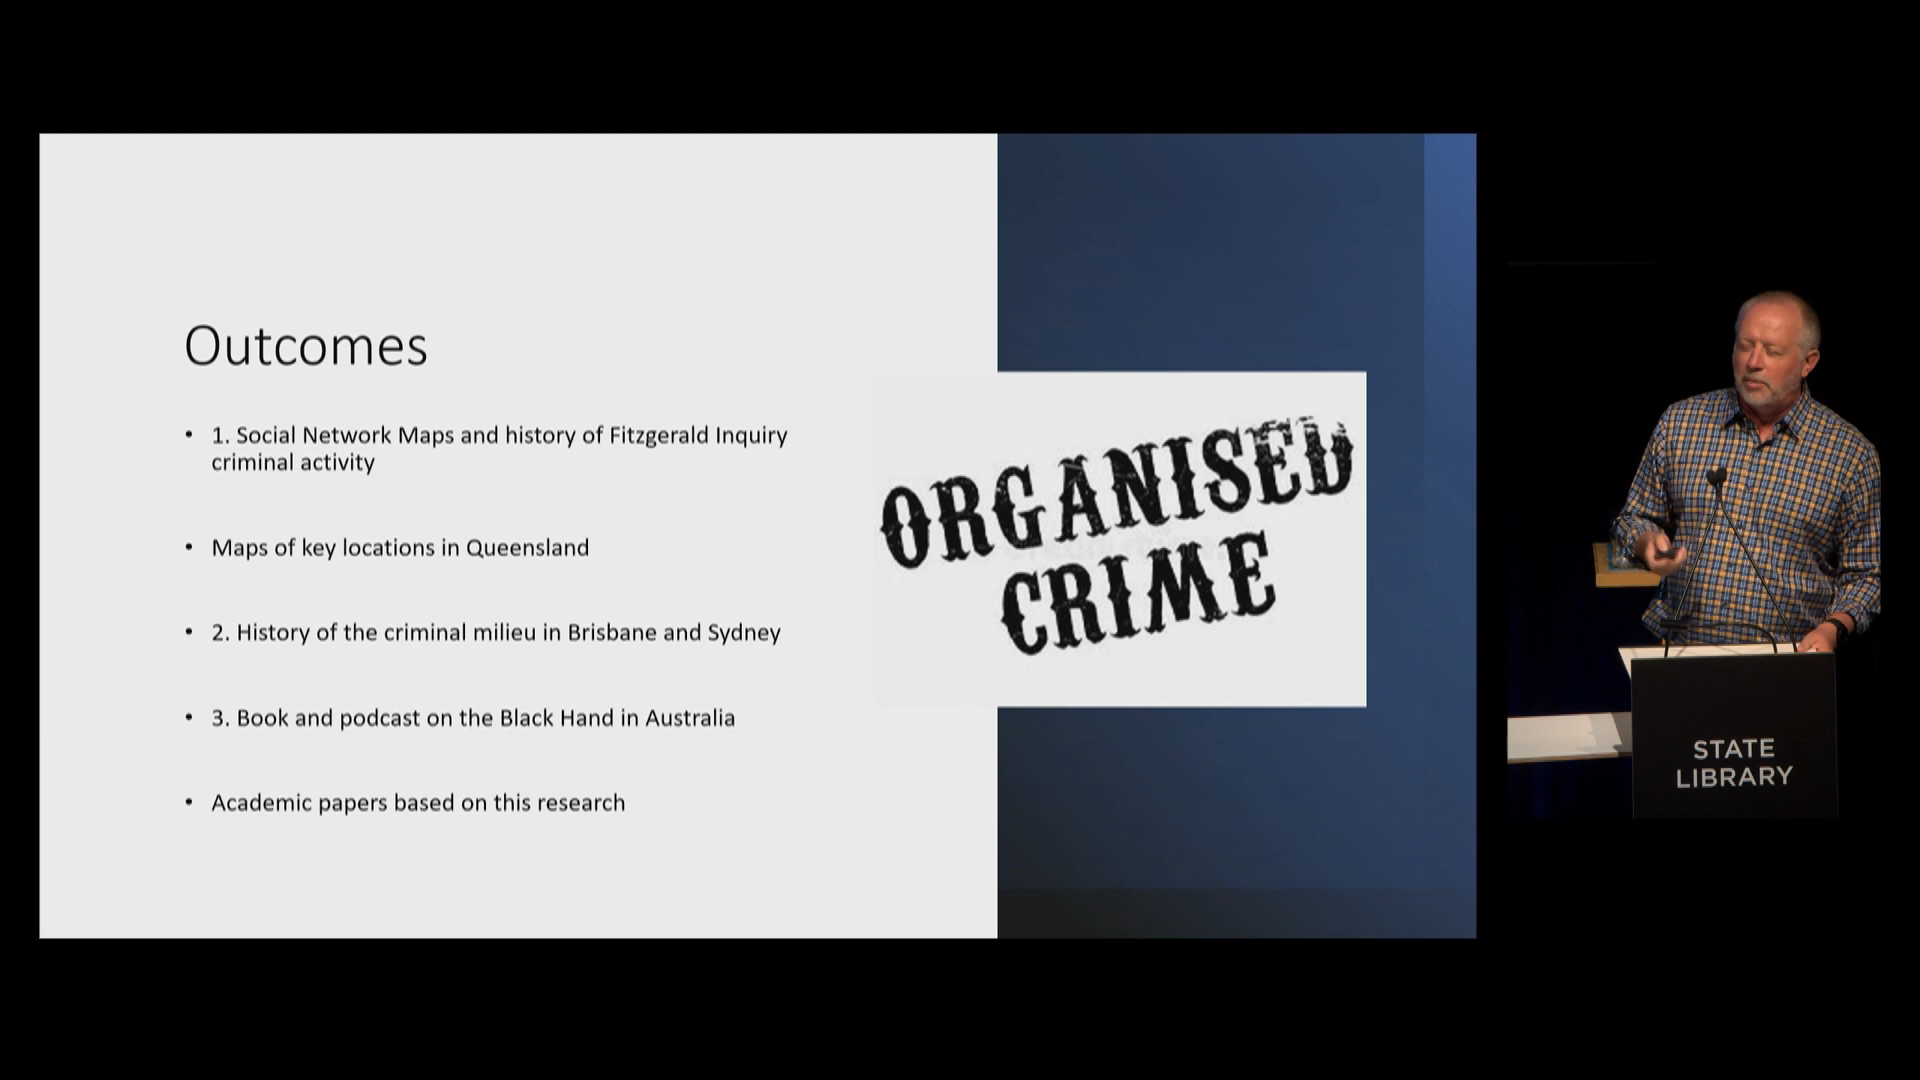 Outcomes
• 1. Social Network Maps and history of Fitzgerald Inquiry
criminal activity
• Maps of key locations in Queensland
• 2. History of the criminal milieu in Brisbane and Sydney
• 3. Book and podcast on the Black Hand in Australia
• Academic papers based on this research
ORGANISED
CRIME
STATE
LIBRARY